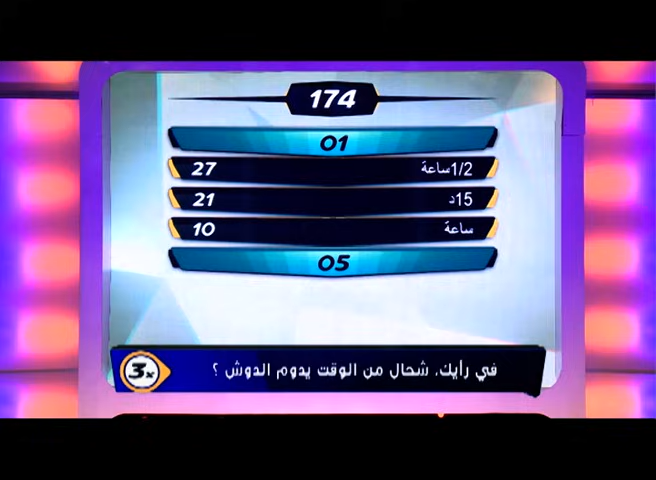 174
01
1/2ساعة 27
15د 21
ساعة 10
05
في رأيك، شحال من الوقت يدوم الدوش ؟
3x